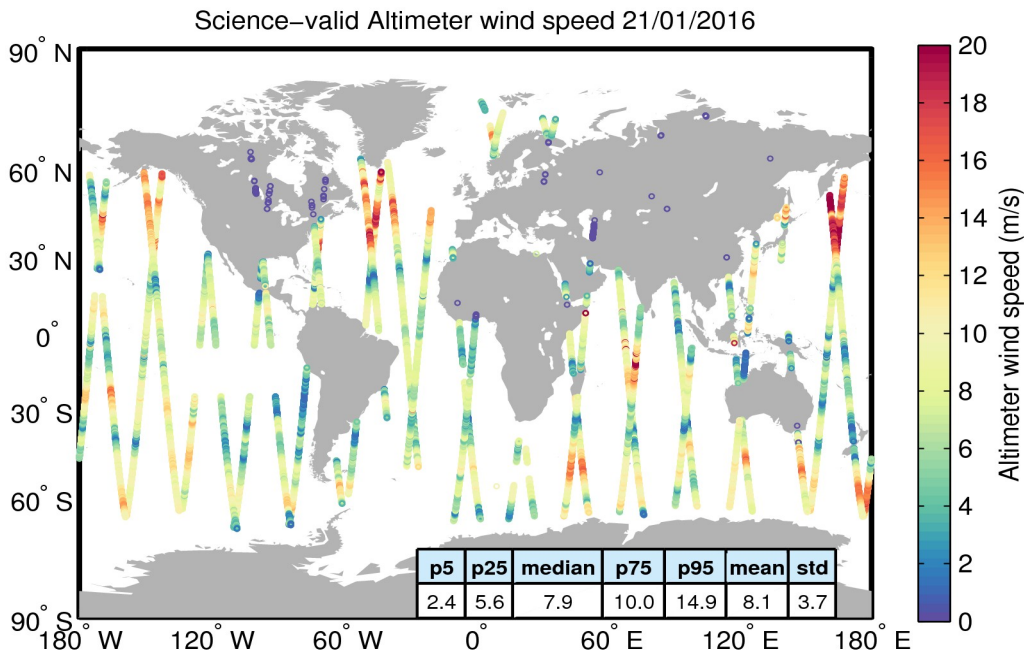 Science−valid Altimeter wind speed 21/01/2016
90° N
60° N
30° N
0°
30° S
60° S
90° S
180° W
120° W
60° W
0°
60° E
120° E
180° E
p5 p25 median p75 p95 mean std
2.4 5.6 7.9 10.0 14.9 8.1 3.7
20
18
16
14
12
10
8
6
4
2
0
Altimeter wind speed (m/s)